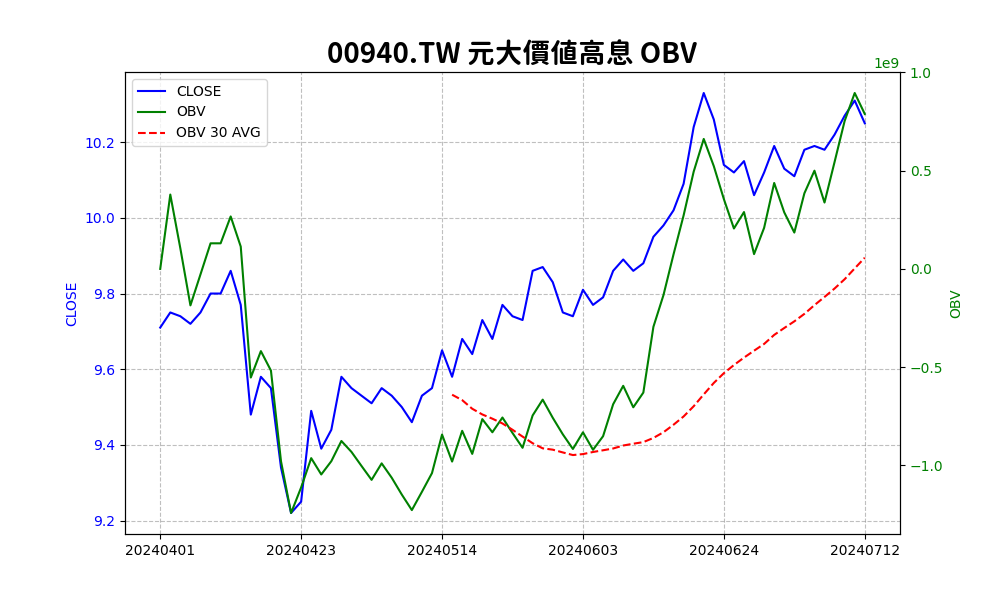 00940.TW 元大價值高息 OBV
1e9
CLOSE
OBV
OBV 30 AVG
CLOSE
10.2
10.0
9.8
9.6
9.4
9.2
1.0
0.5
0.0
−0.5
−1.0
OBV
20240401
20240423
20240514
20240603
20240624
20240712